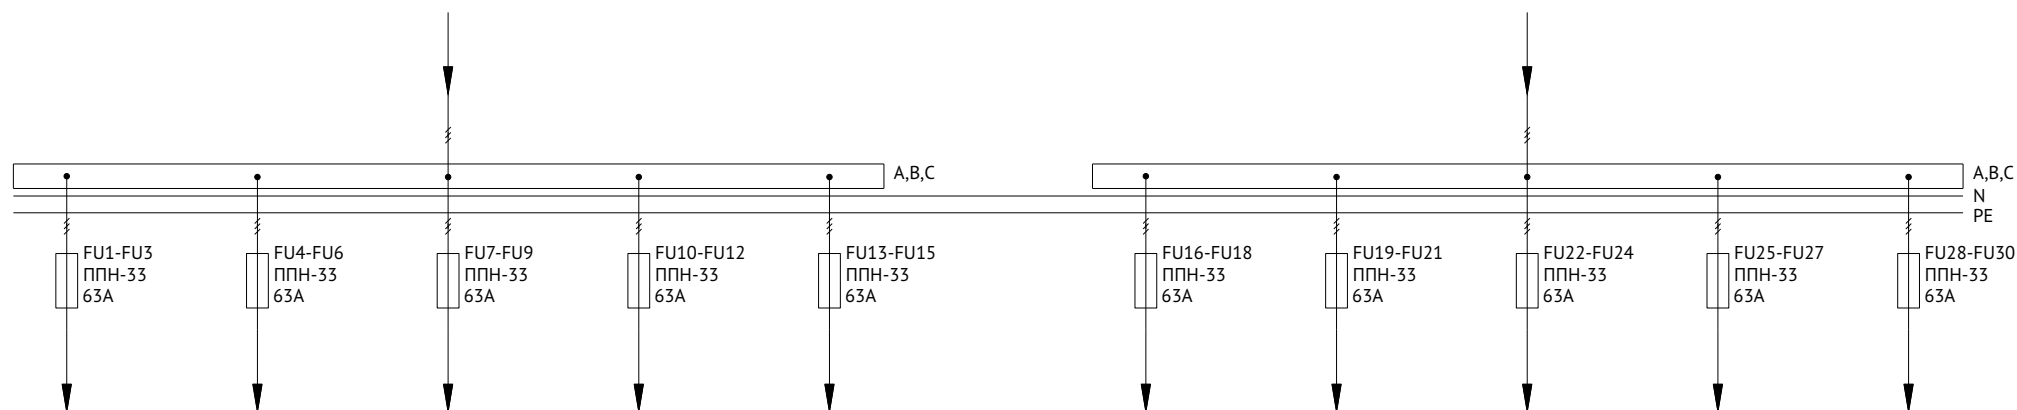 A,B,C
A,B,C
N
PE
FU1-FU3
ППН-33
63А
FU4-FU6
ППН-33
63А
FU7-FU9
ППН-33
63А
FU10-FU12
ППН-33
63А
FU13-FU15
ППН-33
63А
FU16-FU18
ППН-33
63А
FU19-FU21
ППН-33
63А
FU22-FU24
ППН-33
63А
FU25-FU27
ППН-33
63А
FU28-FU30
ППН-33
63А